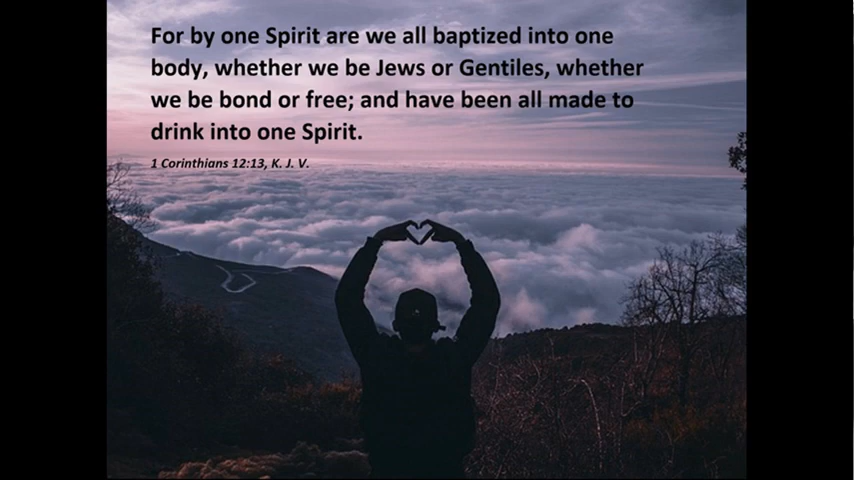 For by one Spirit are we all baptized into one
body, whether we be Jews or Gentiles, whether
we be bond or free; and have been all made to
drink into one Spirit.
1 Corinthians 12:13, K. J. V.